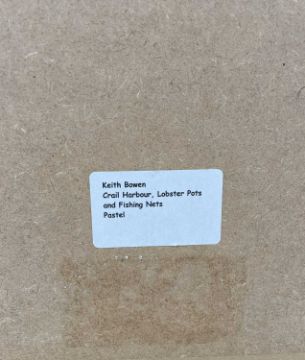 Keith Bowen
Crail Harbour, Lobster Pots
and Fishing Nets
Pastel